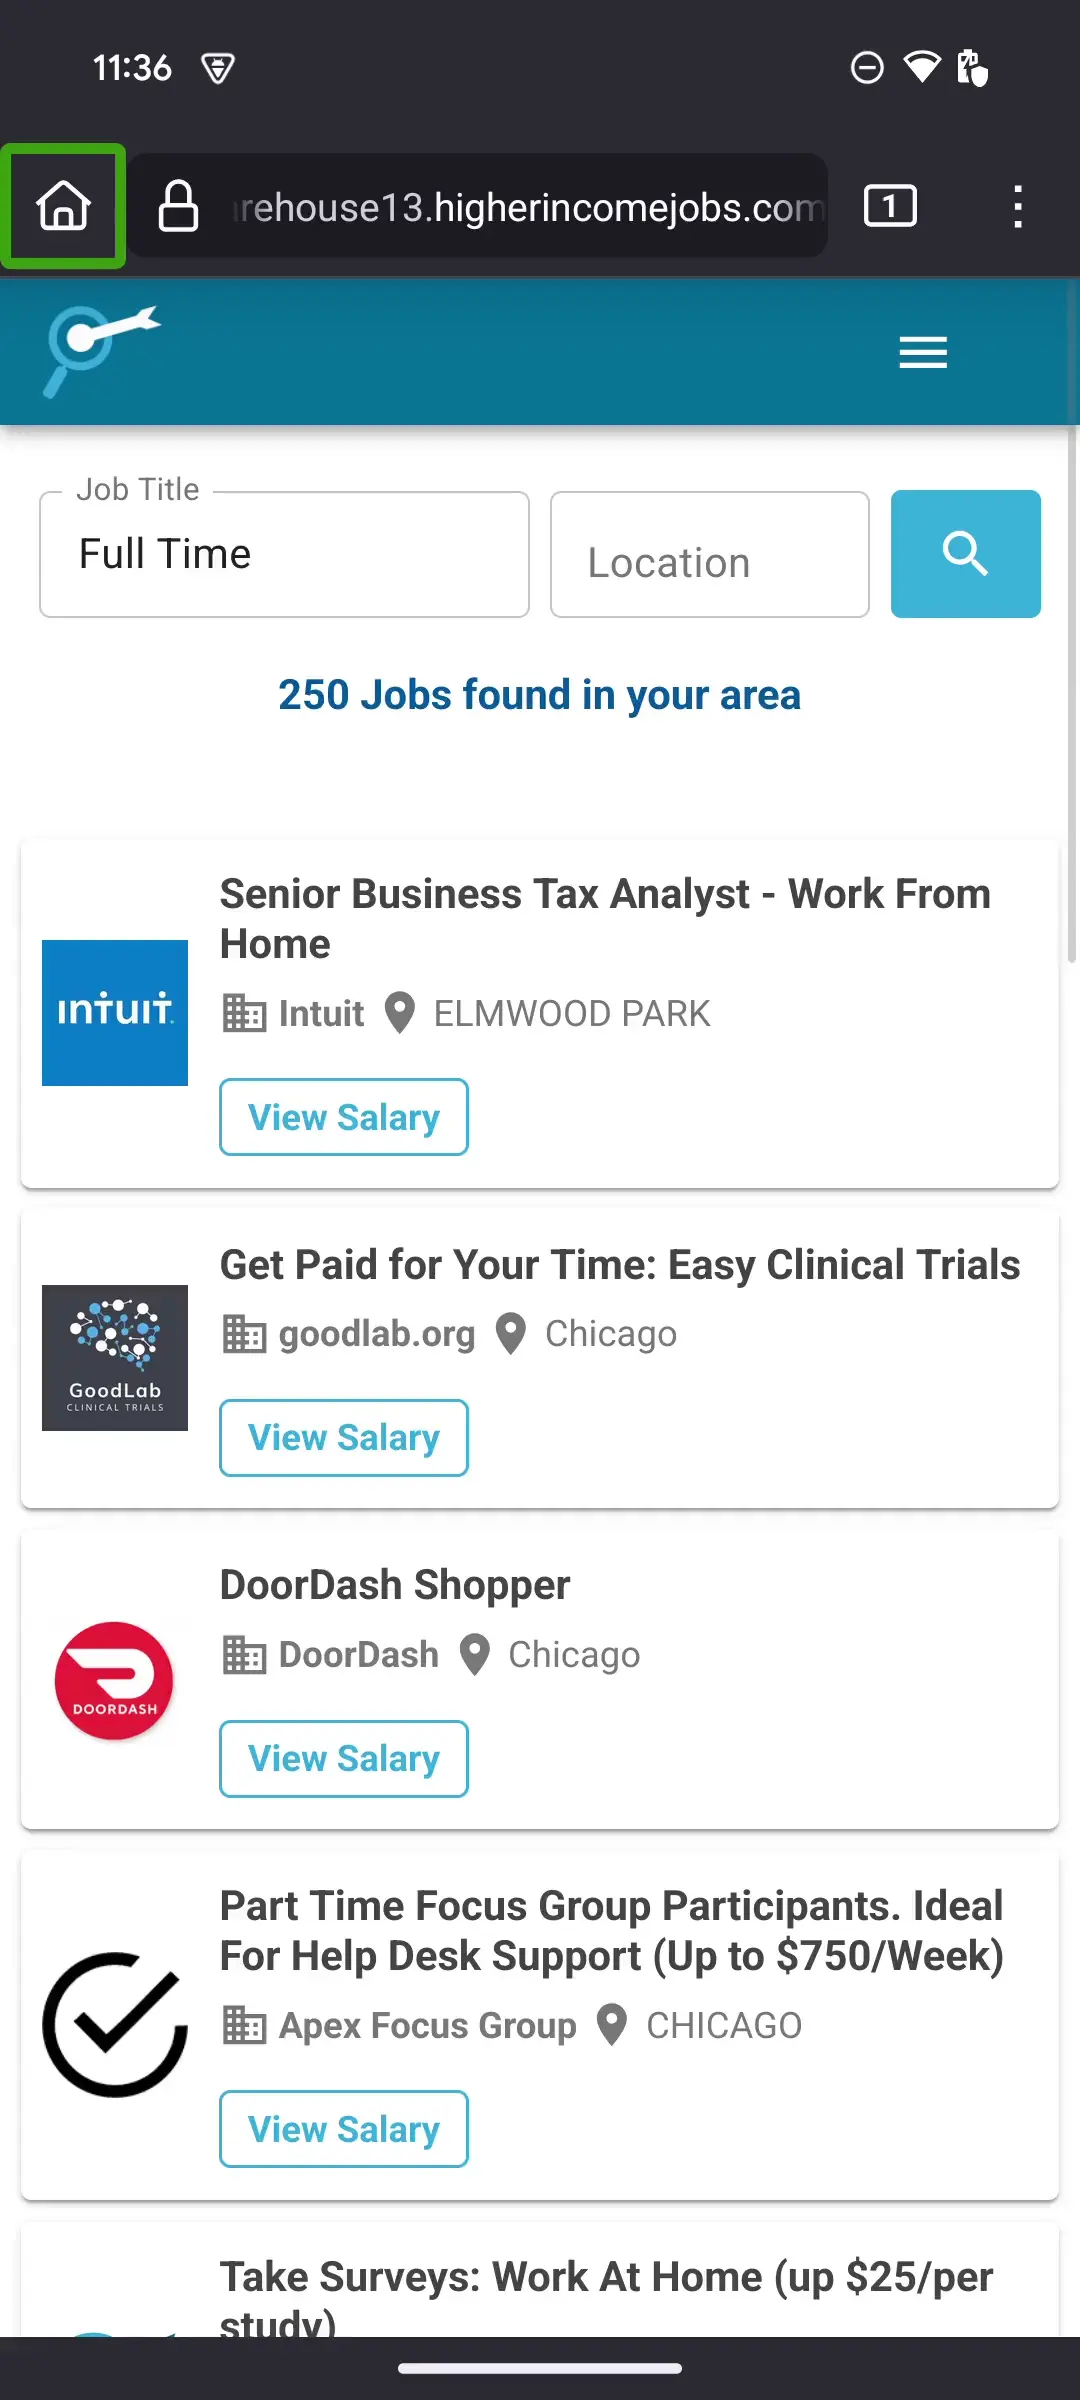 11:36
rehouse13.higherincomejobs.com
1
Job Title
Full Time
Location
250 Jobs found in your area
Senior Business Tax Analyst - Work From
Home
ıntuıt.
Intuit ELMWOOD PARK
View Salary
Get Paid for Your Time: Easy Clinical Trials
goodlab.org Chicago
GoodLab
CLINICAL TRIALS
View Salary
DoorDash Shopper
DoorDash Chicago
DOORDASH
View Salary
Part Time Focus Group Participants. Ideal
For Help Desk Support (Up to $750/Week)
Apex Focus Group CHICAGO
View Salary
Take Surveys: Work At Home (up $25/per
study)